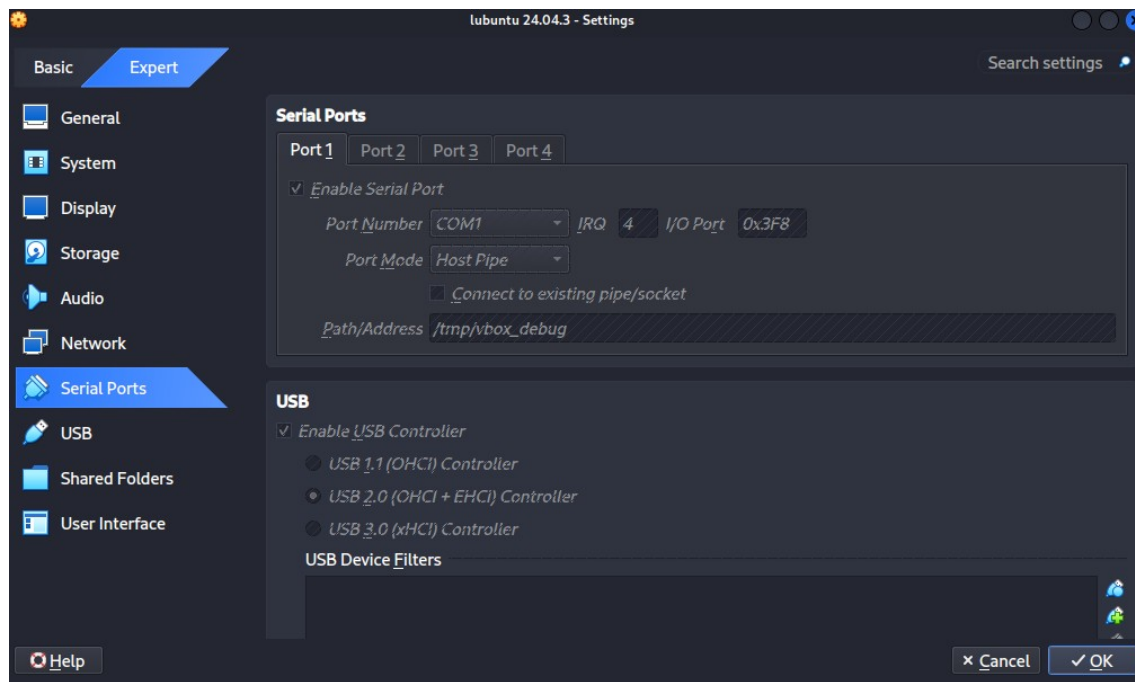 lubuntu 24.04.3 - Settings
Basic
Expert
Search settings
General
System
Display
Storage
Audio
Network
Serial Ports
USB
Shared Folders
User Interface
Serial Ports
Port 1 Port 2 Port 3 Port 4
Enable Serial Port
Port Number COM1 IRQ 4 I/O Port 0x3F8
Port Mode Host Pipe
Connect to existing pipe/socket
Path/Address /tmp/vbox_debug
USB
Enable USB Controller
USB 1.1 (OHCI) Controller
USB 2.0 (OHCI + EHCI) Controller
USB 3.0 (xHCI) Controller
USB Device Filters
Help
Cancel
OK